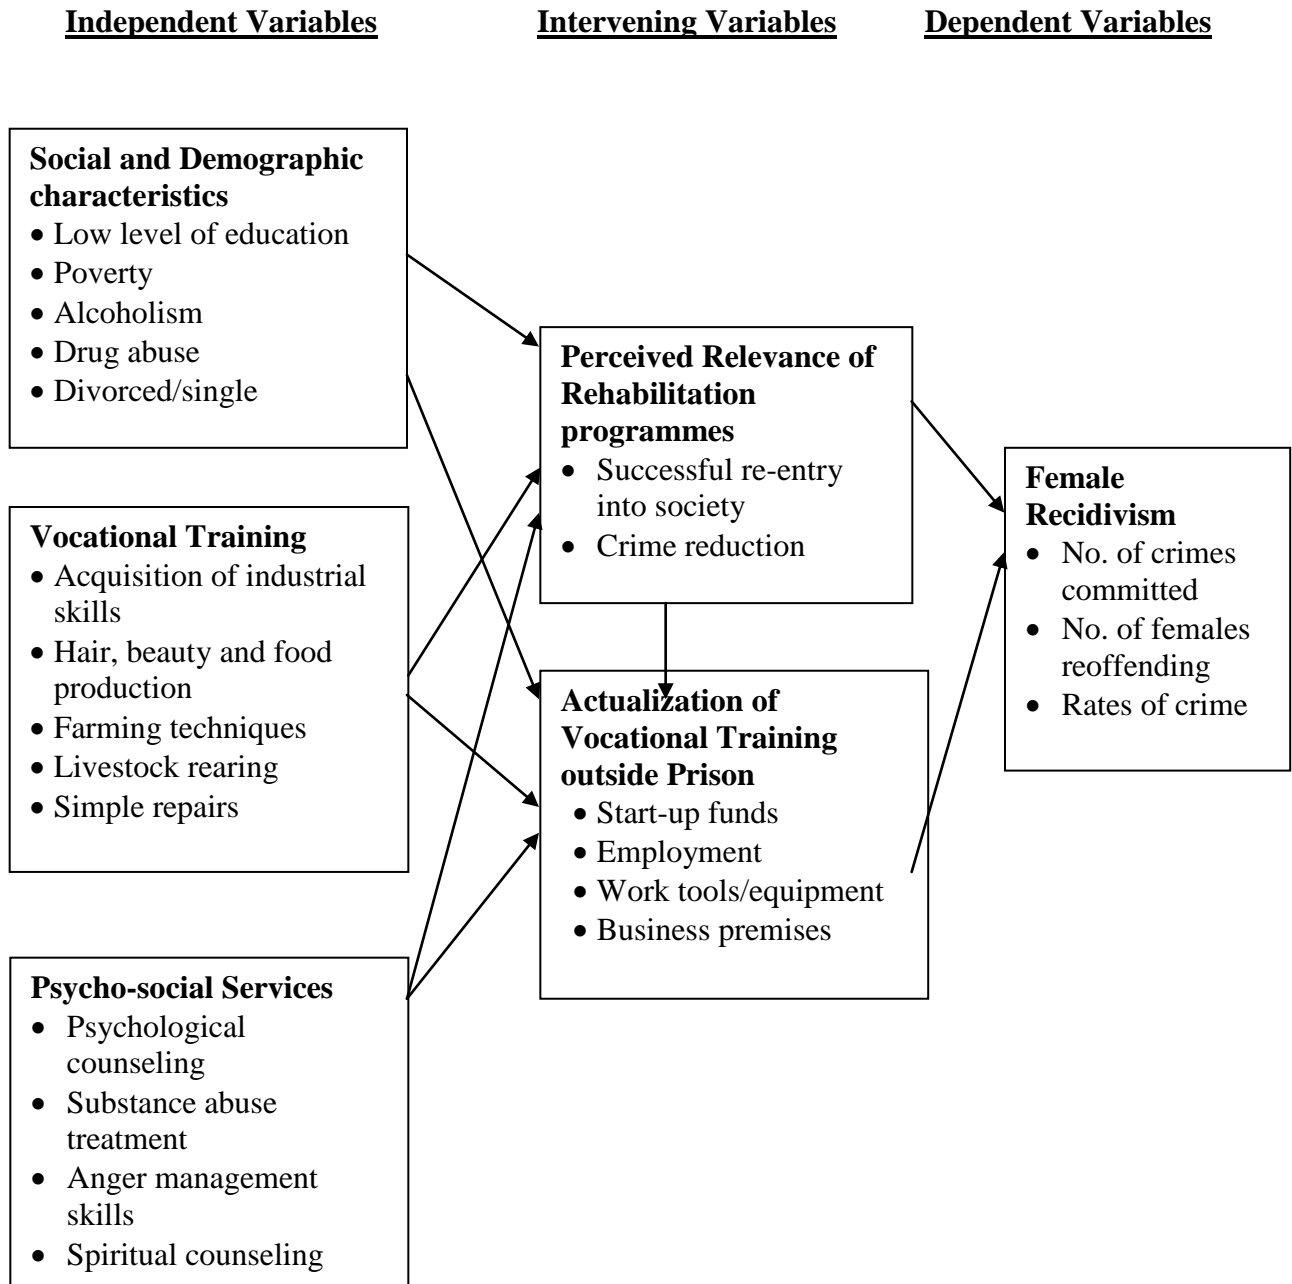 Independent Variables
Intervening Variables
Dependent Variables
Social and Demographic
characteristics
• Low level of education
• Poverty
• Alcoholism
• Drug abuse
• Divorced/single
Vocational Training
• Acquisition of industrial
skills
• Hair, beauty and food
production
• Farming techniques
• Livestock rearing
• Simple repairs
Psycho-social Services
• Psychological
counseling
• Substance abuse
treatment
• Anger management
skills
• Spiritual counseling
Perceived Relevance of
Rehabilitation
programmes
• Successful re-entry
into society
• Crime reduction
Actualization of
Vocational Training
outside Prison
• Start-up funds
• Employment
• Work tools/equipment
• Business premises
Female
Recidivism
• No. of crimes
committed
• No. of females
reoffending
• Rates of crime